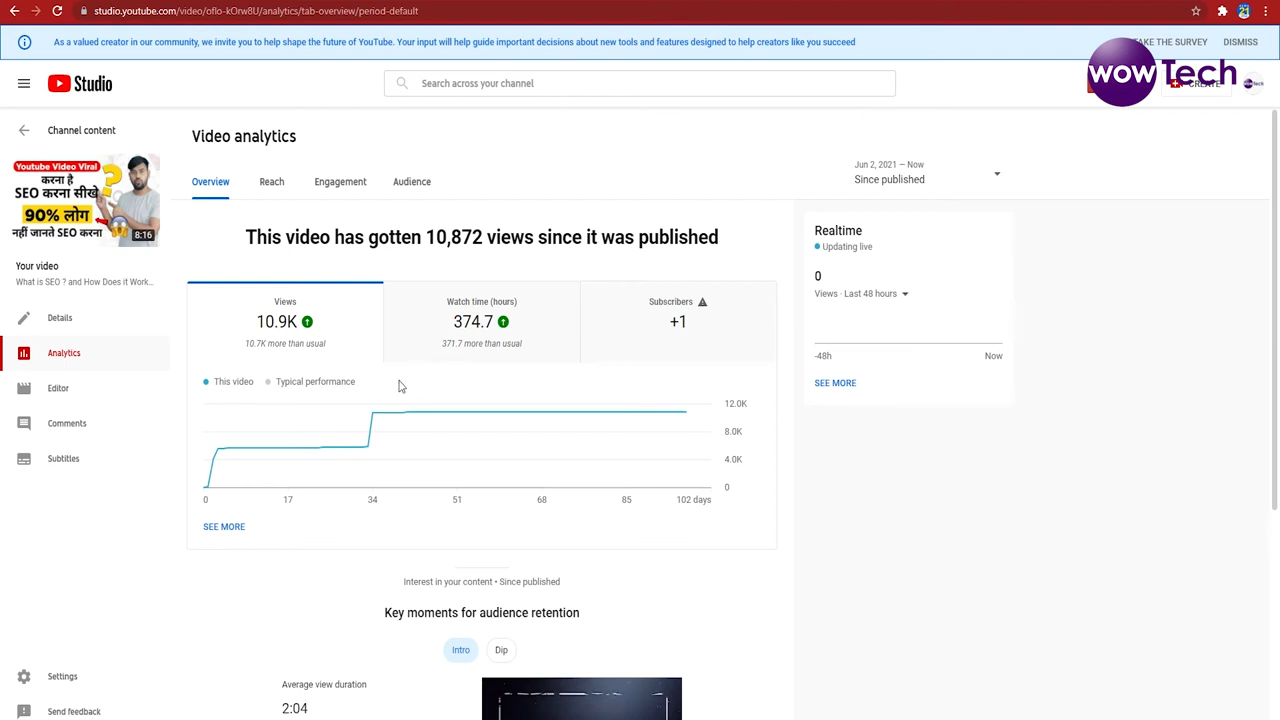 studio.youtube.com/video/oflo-kOrw8U/analytics/tab-overview/period-default
As a valued creator in our community, we invite you to help shape the future of YouTube. Your input will help guide important decisions about new tools and features designed to help creators like you succeed
TAKE THE SURVEY
DISMISS
Studio
Search across your channel
wowTech
CREATE
Channel content
Youtube Video Viral
करना है
SEO करना सीखे
90% लोग
नहीं जानते SEO करना
8:16
Your video
What is SEO ? and How Does it Work...
Details
Analytics
Editor
Comments
Subtitles
Settings
Send feedback
Video analytics
Overview
Reach
Engagement
Audience
Jun 2, 2021 – Now
Since published
This video has gotten 10,872 views since it was published
Views
10.9K
10.7K more than usual
Watch time (hours)
374.7
371.7 more than usual
Subscribers
+1
This video
Typical performance
12.0K
8.0K
4.0K
0
0 17 34 51 68 85 102 days
SEE MORE
Interest in your content • Since published
Key moments for audience retention
Intro
Dip
Average view duration
2:04
Realtime
Updating live
0
Views · Last 48 hours
-48h
Now
SEE MORE